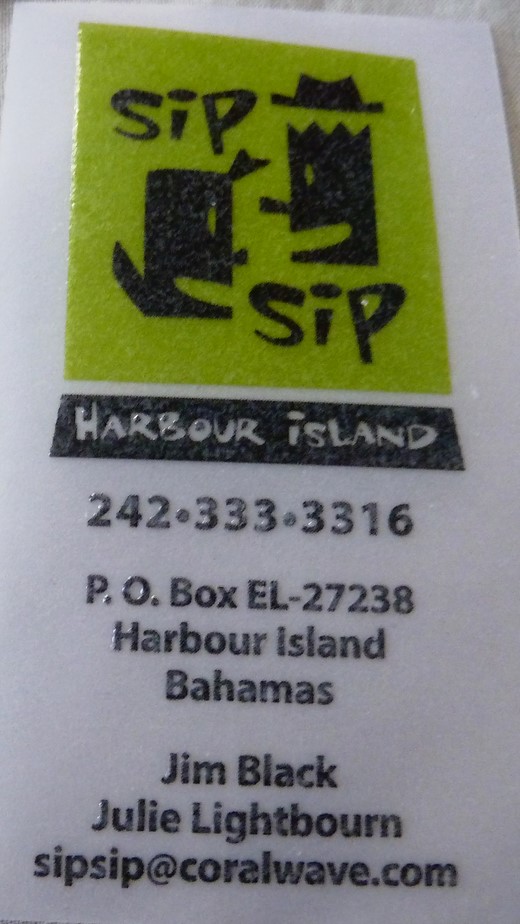 Sip
Sip
HARBOUR iSLAND
242•333•3316
P. O. Box EL-27238
Harbour Island
Bahamas
Jim Black
Julie Lightbourn
sipsip@coralwave.com